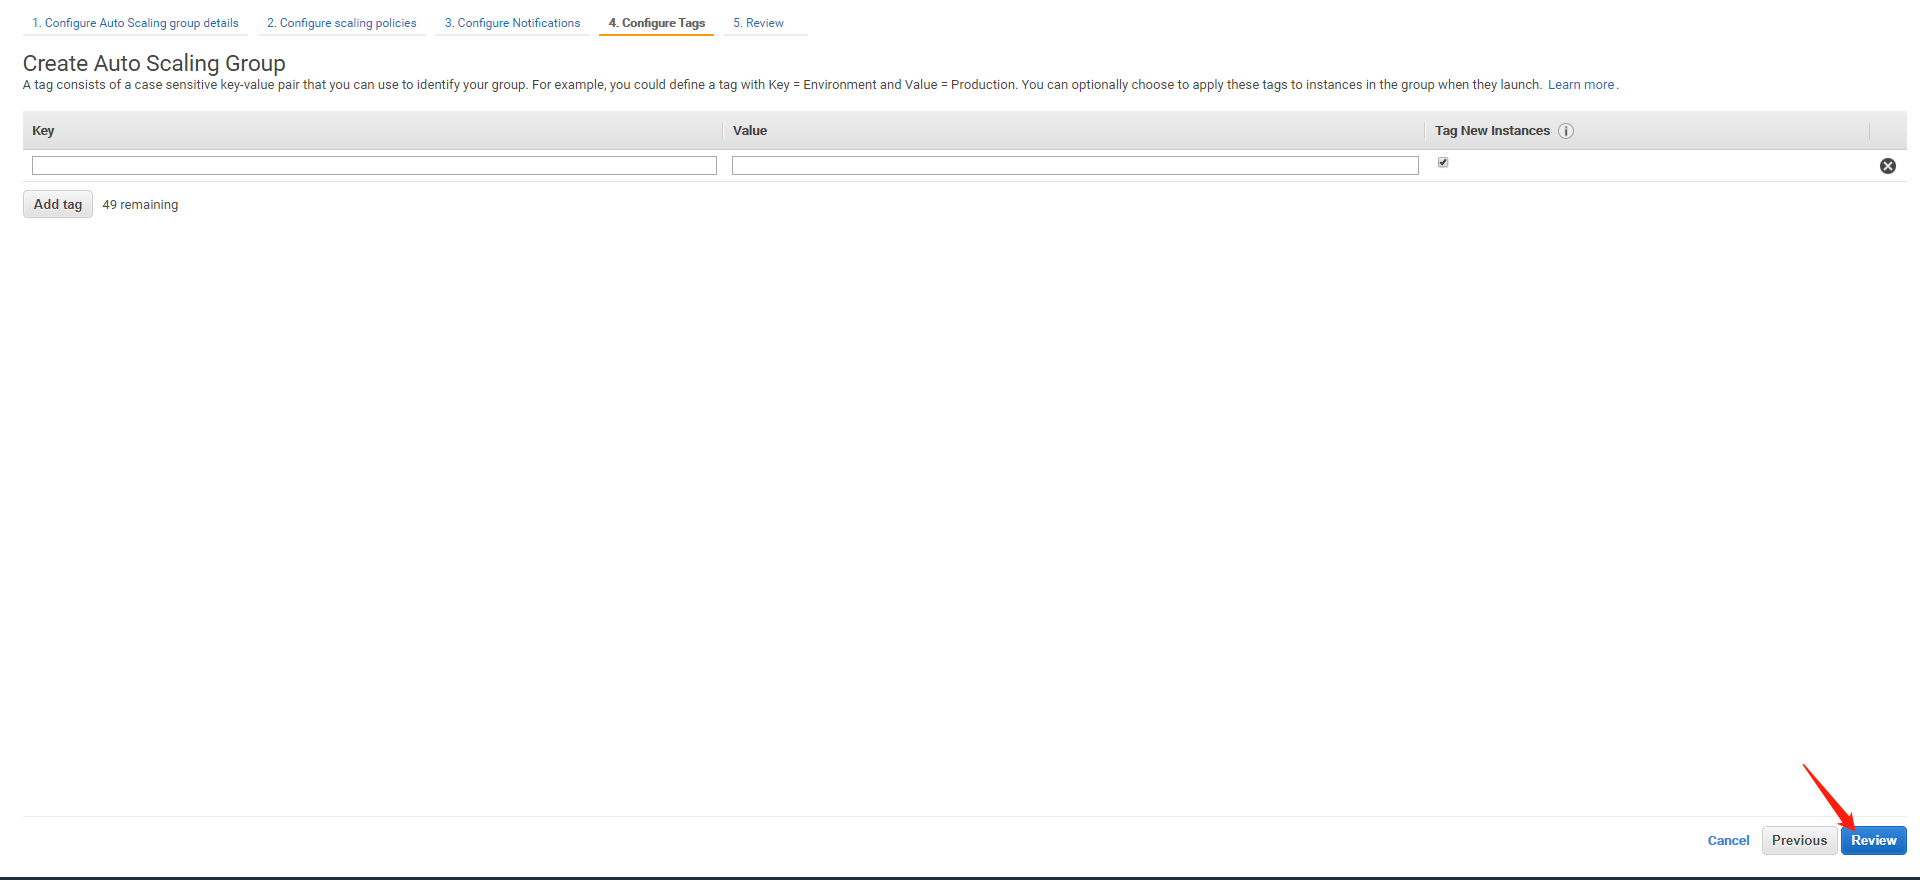 1. Configure Auto Scaling group details 2. Configure scaling policies 3. Configure Notifications 4. Configure Tags 5. Review
Create Auto Scaling Group
A tag consists of a case sensitive key-value pair that you can use to identify your group. For example, you could define a tag with Key = Environment and Value = Production. You can optionally choose to apply these tags to instances in the group when they launch. Learn more.
Key Value Tag New Instances
Add tag 49 remaining
Cancel Previous Review